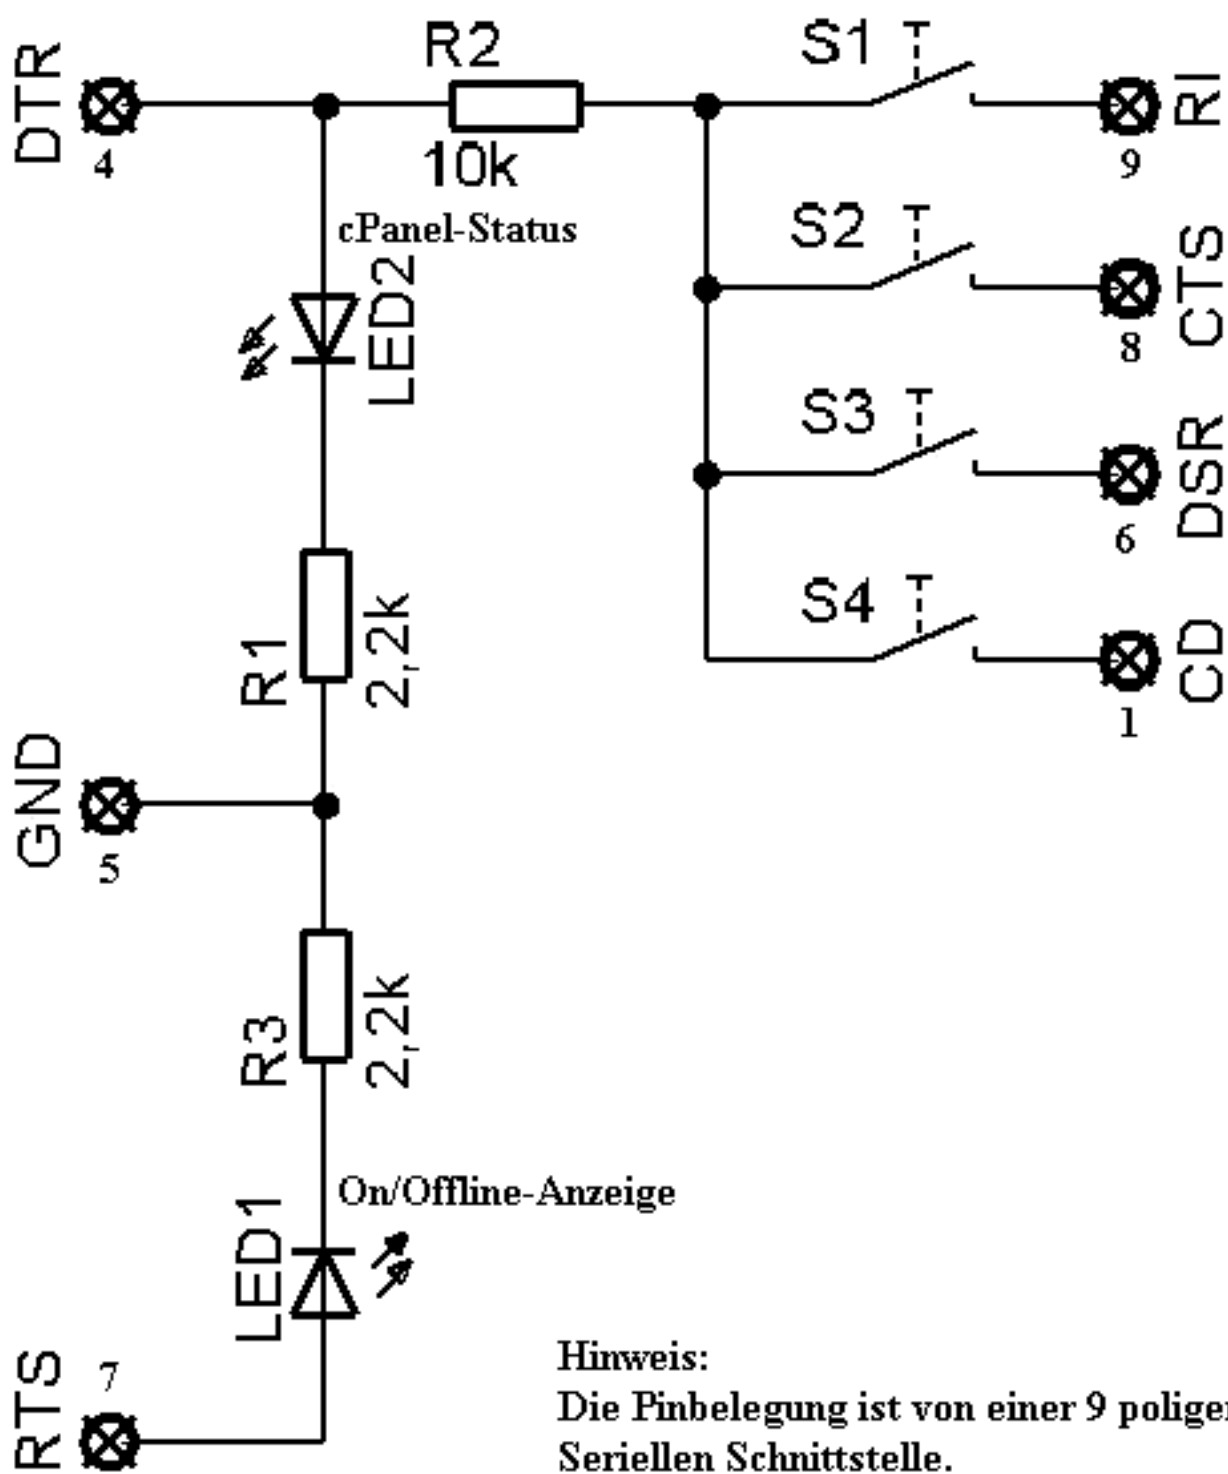 DTR
4
R2
10k
S1
RI
9
cPanel-Status
LED2
S2
CTS
8
S3
DSR
6
R1
2,2k
S4
CD
1
GND
5
R3
2,2k
On/Offline-Anzeige
LED1
RTS
7
Hinweis:
Die Pinbelegung ist von einer 9 poliger
Seriellen Schnittstelle.